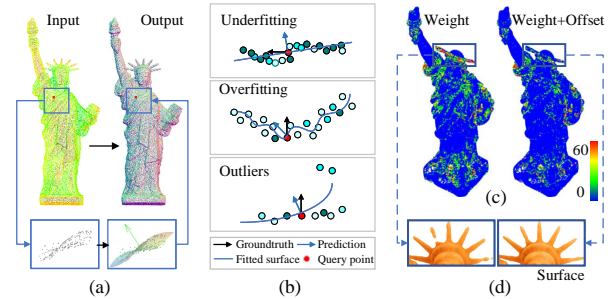 Input
Output
(a)
Underfitting
Overfitting
Outliers
Groundtruth
Prediction
Fitted surface
Query point
(b)
Weight
Weight+Offset
60
0
(c)
(d)
Surface